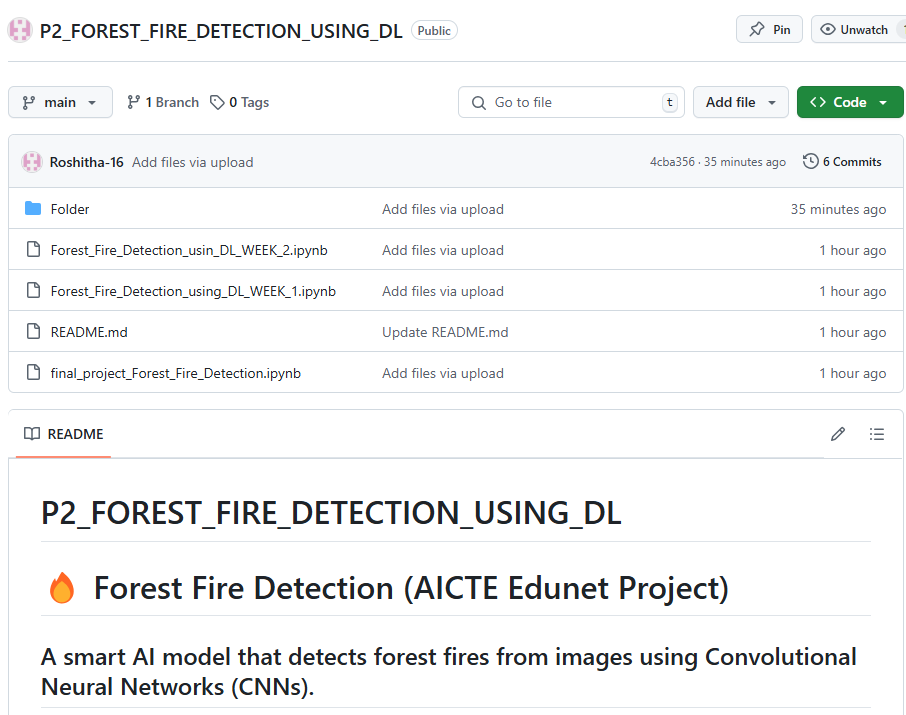 P2_FOREST_FIRE_DETECTION_USING_DL Public Pin Unwatch
main 1 Branch 0 Tags Go to file t Add file Code
Roshitha-16 Add files via upload 4cba356 · 35 minutes ago 6 Commits
Folder Add files via upload 35 minutes ago
Forest_Fire_Detection_usin_DL_WEEK_2.ipynb Add files via upload 1 hour ago
Forest_Fire_Detection_using_DL_WEEK_1.ipynb Add files via upload 1 hour ago
README.md Update README.md 1 hour ago
final_project_Forest_Fire_Detection.ipynb Add files via upload 1 hour ago
README
P2_FOREST_FIRE_DETECTION_USING_DL
🔥 Forest Fire Detection (AICTE Edunet Project)
A smart AI model that detects forest fires from images using Convolutional
Neural Networks (CNNs).